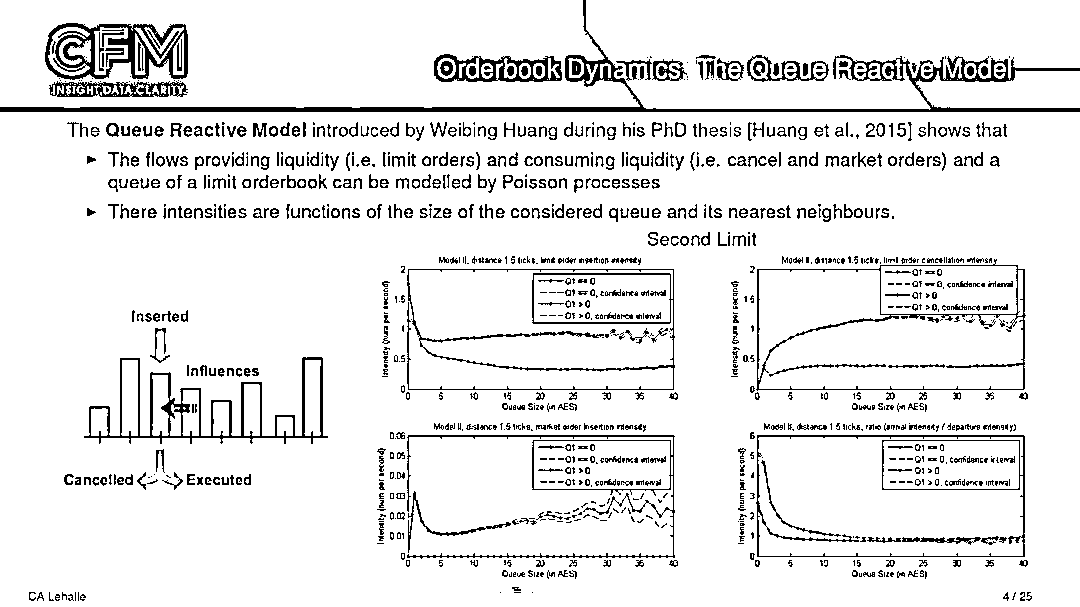 CFM
INSIGHT DATA CLARITY
Orderbook Dynamics: The Queue Reactive Model
The Queue Reactive Model introduced by Weibing Huang during his PhD thesis [Huang et al., 2015] shows that
► The flows providing liquidity (i.e. limit orders) and consuming liquidity (i.e. cancel and market orders) and a
queue of a limit orderbook can be modelled by Poisson processes
► There intensities are functions of the size of the considered queue and its nearest neighbours.
Second Limit
Inserted
Influences
Cancelled
Executed
Model II, distance 1.5 ticks, limit order insertion intensity
Intensity (num per second)
2
1.5
1
0.5
0
Q1 == 0
Q1 == 0, confidence interval
Q1 > 0
Q1 > 0, confidence interval
0 5 10 15 20 25 30 35 40
Queue Size (in AES)
Model II, distance 1.5 ticks, limit order cancellation intensity
Intensity (num per second)
2
1.5
1
0.5
0
Q1 == 0
Q1 == 0, confidence interval
Q1 > 0
Q1 > 0, confidence interval
0 5 10 15 20 25 30 35 40
Queue Size (in AES)
Model II, distance 1.5 ticks, market order insertion intensity
Intensity (num per second)
0.06
0.05
0.04
0.03
0.02
0.01
0
Q1 == 0
Q1 == 0, confidence interval
Q1 > 0
Q1 > 0, confidence interval
0 5 10 15 20 25 30 35 40
Queue Size (in AES)
Model II, distance 1.5 ticks, ratio (arrival intensity / departure intensity)
Intensity (num per second)
6
5
4
3
2
1
0
Q1 == 0
Q1 == 0, confidence interval
Q1 > 0
Q1 > 0, confidence interval
0 5 10 15 20 25 30 35 40
Queue Size (in AES)
CA Lehalle
4 / 25